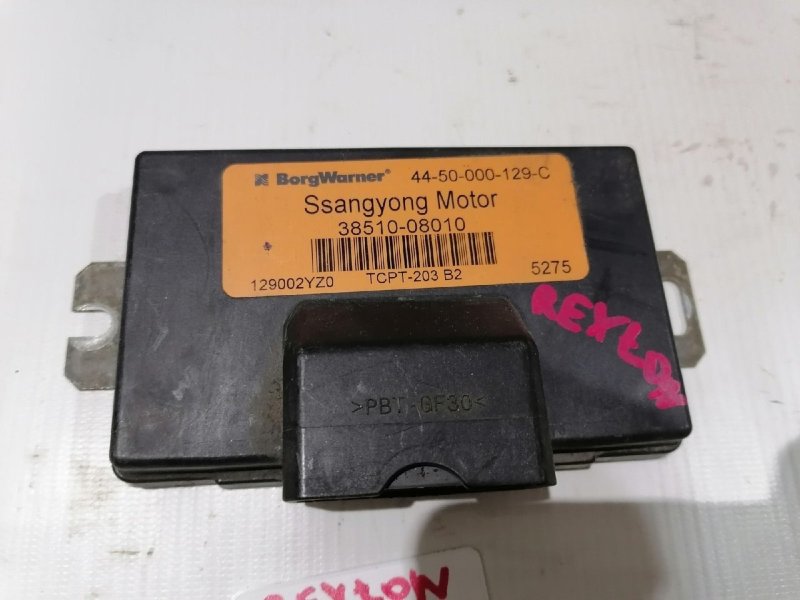 BorgWarner® 44-50-000-129-C
Ssangyong Motor
38510-08010
129002YZ0 TCPT-203 B2 5275
REXTON
>PBT-GF30<
REXTON